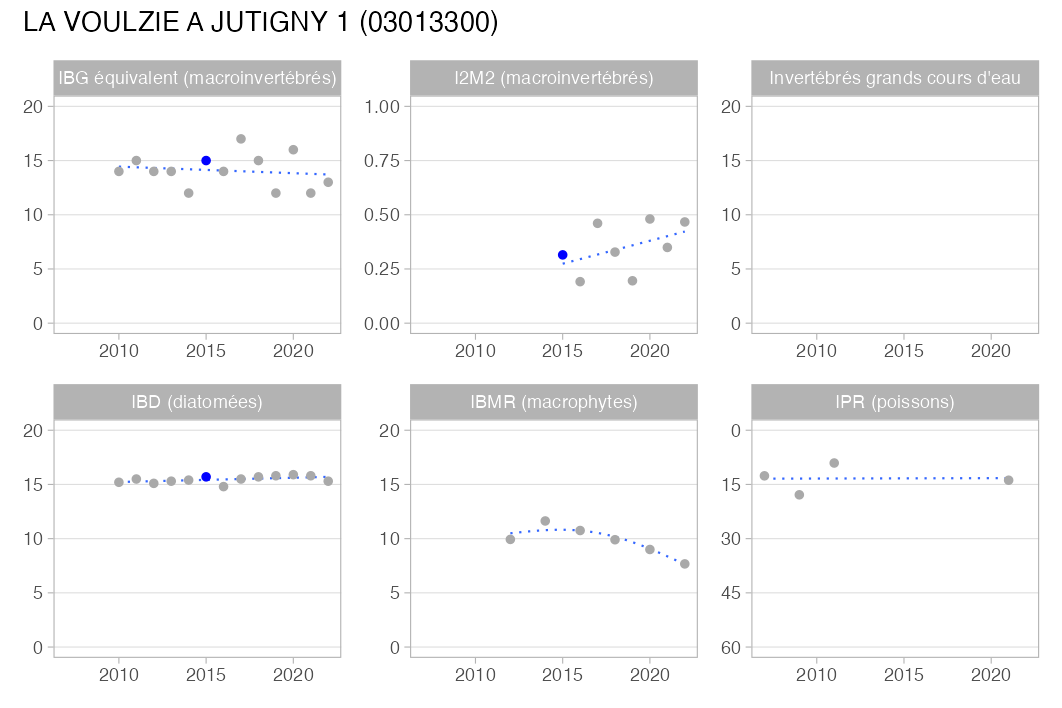 LA VOULZIE A JUTIGNY 1 (03013300)
IBG équivalent (macroinvertébrés)
20
15
10
5
0
2010 2015 2020
I2M2 (macroinvertébrés)
1.00
0.75
0.50
0.25
0.00
2010 2015 2020
Invertébrés grands cours d'eau
20
15
10
5
0
2010 2015 2020
IBD (diatomées)
20
15
10
5
0
2010 2015 2020
IBMR (macrophytes)
20
15
10
5
0
2010 2015 2020
IPR (poissons)
0
15
30
45
60
2010 2015 2020